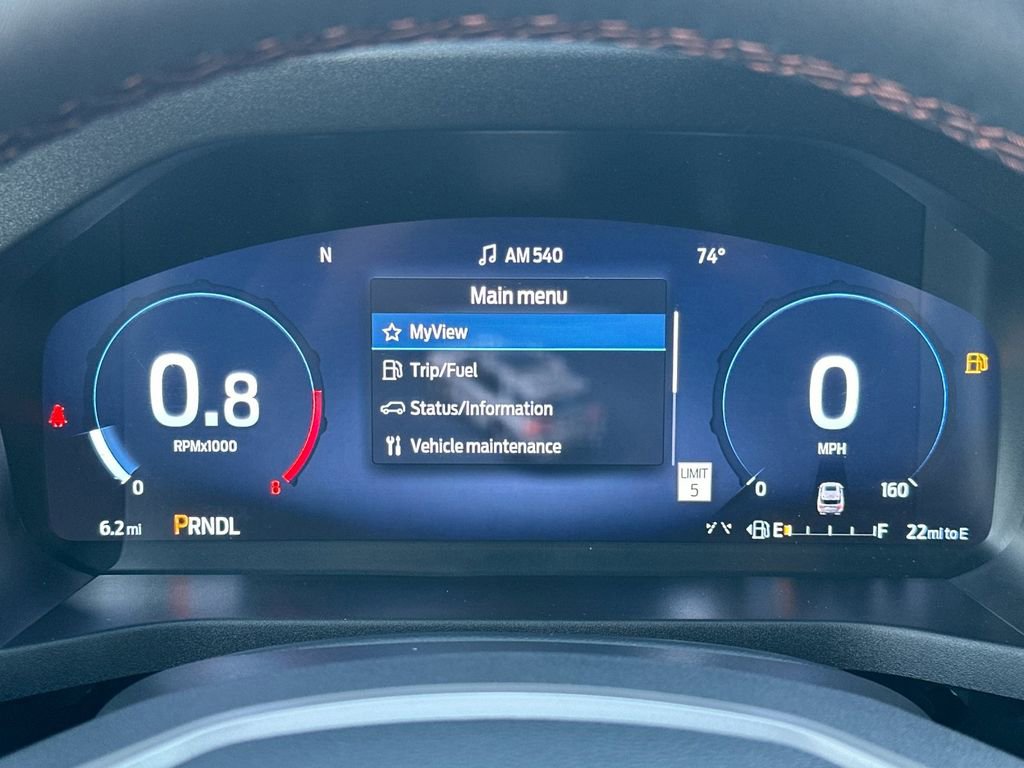 N
AM 540
74°
Main menu
MyView
Trip/Fuel
Status/Information
Vehicle maintenance
0.8
RPMx1000
0
8
0
MPH
0
160
LIMIT
5
6.2 mi
PRNDL
E
F
22 mi to E